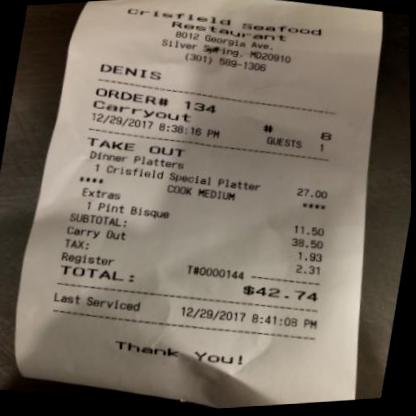 Crisfield Seafood
Restaurant
8012 Georgia Ave.
Silver Spring, MD20910
(301) 589-1306
DENIS
ORDER# 134
Carryout # 8
12/29/2017 8:38:16 PM GUESTS 1
TAKE OUT
Dinner Platters
1 Crisfield Special Platter 27.00
**** COOK MEDIUM ****
Extras
1 Pint Bisque 11.50
SUBTOTAL: 38.50
Carry Out 1.93
TAX: 2.31
Register T#0000144
TOTAL: $42.74
Last Serviced 12/29/2017 8:41:08 PM
Thank You!